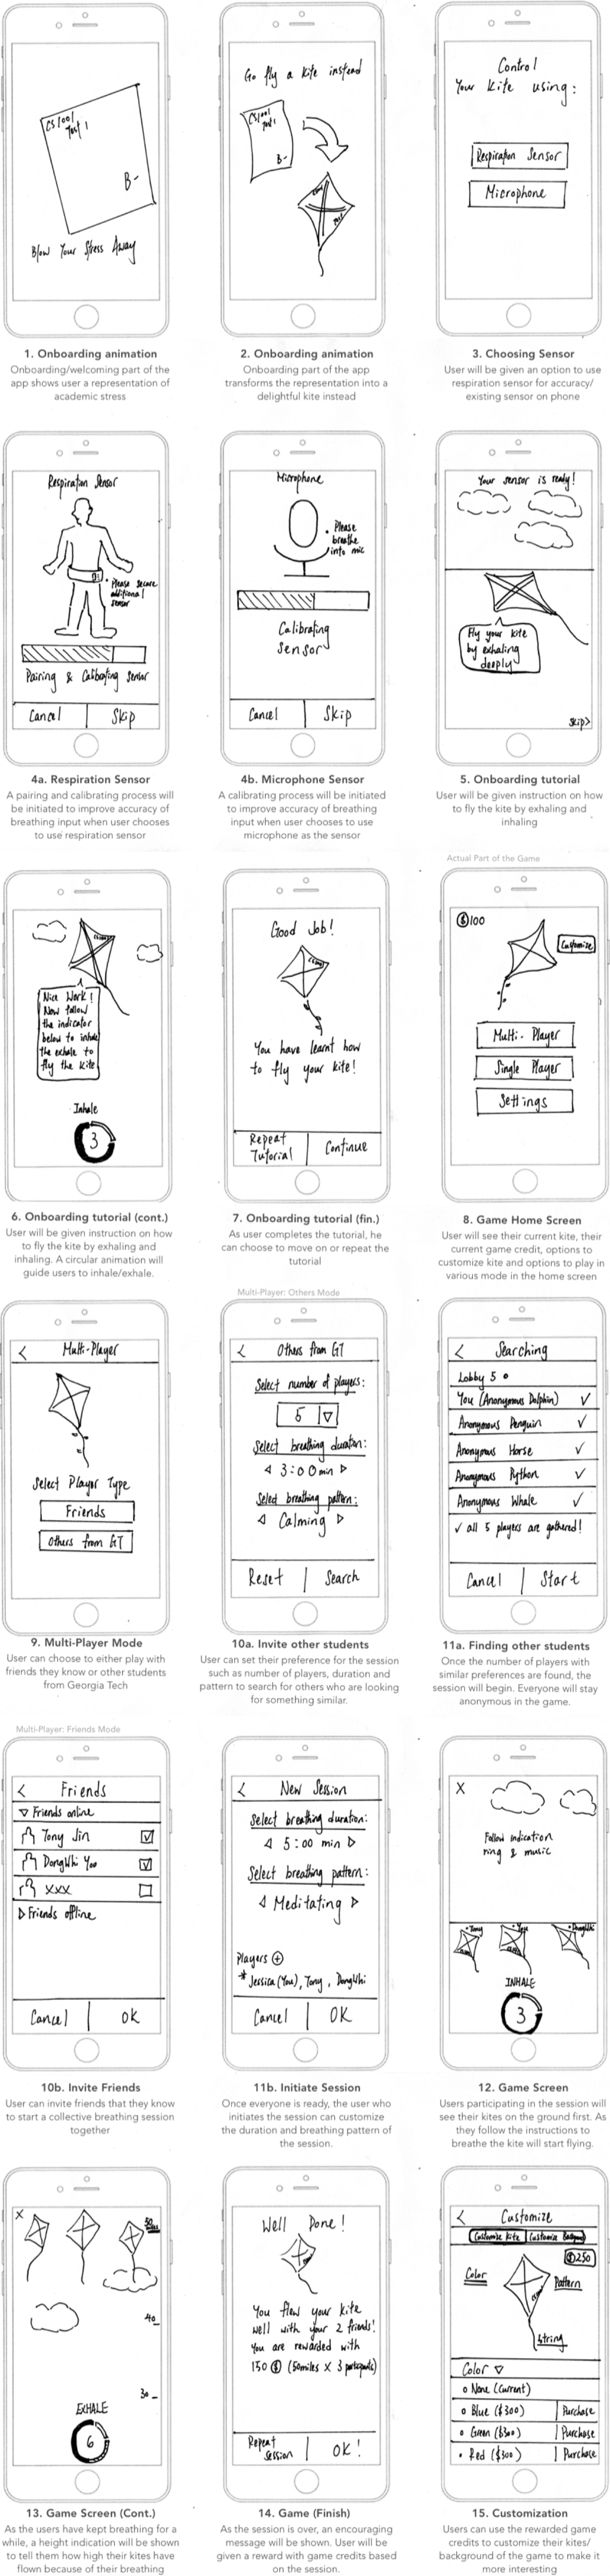 CS1001
Test 1
B-
Blow Your Stress Away
1. Onboarding animation
Onboarding/welcoming part of the
app shows user a representation of
academic stress
Go fly a kite instead
CS1001
Test 1
B-
2. Onboarding animation
Onboarding part of the app
transforms the representation into a
delightful kite instead
Control
Your kite using:
Respiration Sensor
Microphone
3. Choosing Sensor
User will be given an option to use
respiration sensor for accuracy/
existing sensor on phone
Respiration Sensor
Please secure
additional
sensor
Pairing & Calibrating Sensor
Cancel
Skip
4a. Respiration Sensor
A pairing and calibrating process will
be initiated to improve accuracy of
breathing input when user chooses
to use respiration sensor
Microphone
Please
breathe
into mic
Calibrating
Sensor
Cancel
Skip
4b. Microphone Sensor
A calibrating process will be initiated
to improve accuracy of breathing
input when user chooses to use
microphone as the sensor
Your sensor is ready!
Fly your kite
by exhaling
deeply
Skip>
5. Onboarding tutorial
User will be given instruction on how
to fly the kite by exhaling and
inhaling
Nice Work!
Now follow
the indicator
below to inhale
the exhale to
fly the kite
Inhale
3
6. Onboarding tutorial (cont.)
User will be given instruction on how
to fly the kite by exhaling and
inhaling. A circular animation will
guide users to inhale/exhale.
Good Job!
You have learnt how
to fly your kite!
Repeat
Tutorial
Continue
7. Onboarding tutorial (fin.)
As user completes the tutorial, he
can choose to move on or repeat the
tutorial
Actual Part of the Game
$100
Customize
Multi-Player
Single Player
Settings
8. Game Home Screen
User will see their current kite, their
current game credit, options to
customize kite and options to play in
various mode in the home screen
< Multi-Player
Select Player Type
Friends
Others from GT
9. Multi-Player Mode
User can choose to either play with
friends they know or other students
from Georgia Tech
Multi-Player: Others Mode
< Others from GT
Select number of players:
5
Select breathing duration:
3:00min
Select breathing pattern:
Calming
Reset
Search
10a. Invite other students
User can set their preference for the session
such as number of players, duration and
pattern to search for others who are looking
for something similar.
< Searching
Lobby 5
You (Anonymous Dolphin) ✓
Anonymous Penguin ✓
Anonymous Horse ✓
Anonymous Python ✓
Anonymous Whale ✓
✓ all 5 players are gathered!
Cancel
Start
11a. Finding other students
Once the number of players with
similar preferences are found, the
session will begin. Everyone will stay
anonymous in the game.
Multi-Player: Friends Mode
< Friends
Friends online
Tony Jin
DongWhi Yoo
xxx
Friends offline
Cancel
OK
10b. Invite Friends
User can invite friends that they know
to start a collective breathing session
together
< New Session
Select breathing duration:
5:00 min
Select breathing pattern:
Meditating
Players +
* Jessica (You), Tony, DongWhi
Cancel
OK
11b. Initiate Session
Once everyone is ready, the user who
initiates the session can customize
the duration and breathing pattern of
the session.
X
Follow indication
ring & music
Tony
You
DongWhi
INHALE
3
12. Game Screen
Users participating in the session will
see their kites on the ground first. As
they follow the instructions to
breathe the kite will start flying.
X
50
miles
40
30
EXHALE
6
13. Game Screen (Cont.)
As the users have kept breathing for a
while, a height indication will be shown
to tell them how high their kites have
flown because of their breathing
Well Done!
You flew your kite
well with your 2 friends!
You are rewarded with
150 $ (50miles x 3 participants)
Repeat
Session
OK!
14. Game (Finish)
As the session is over, an encouraging
message will be shown. User will be
given a reward with game credits based
on the session.
< Customize
Customize Kite
$250
Color
Pattern
String
Color
None (Current)
Blue ($300) Purchase
Green ($300) Purchase
Red ($300) Purchase
15. Customization
Users can use the rewarded game
credits to customize their kites/
background of the game to make it
more interesting